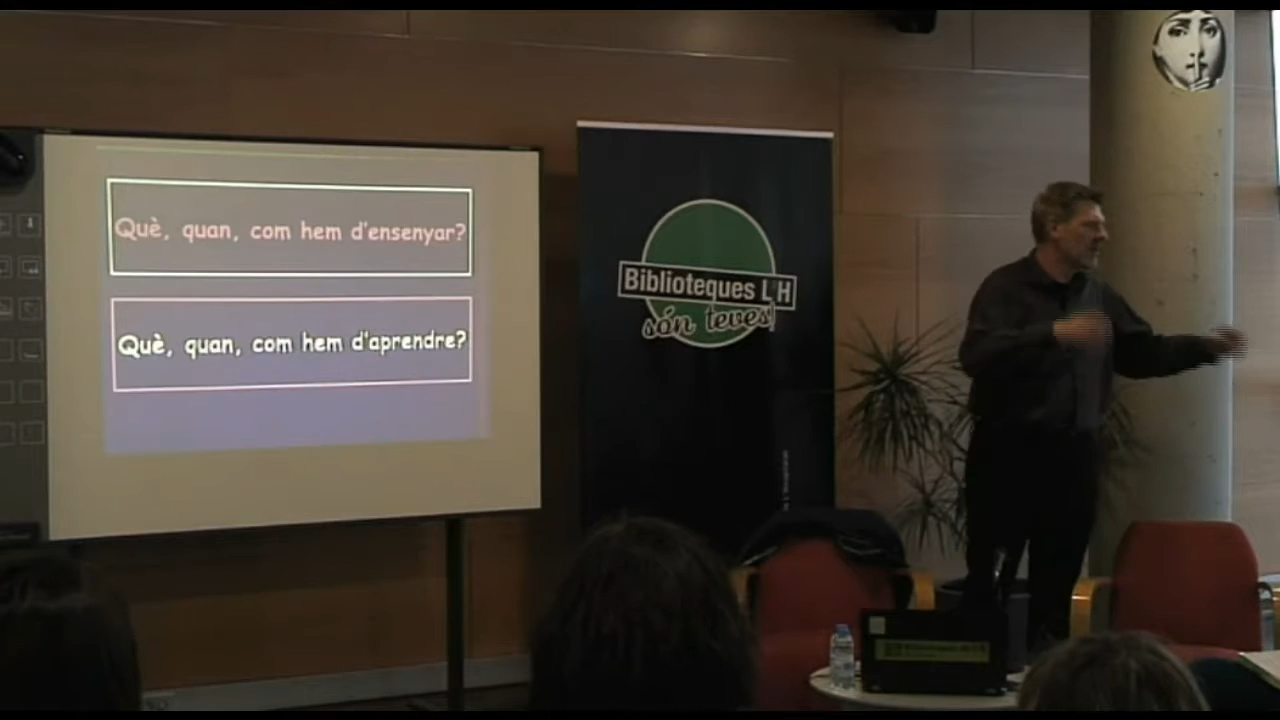 Què, quan, com hem d'ensenyar?
Què, quan, com hem d'aprendre?
Biblioteques L'H
són teves!